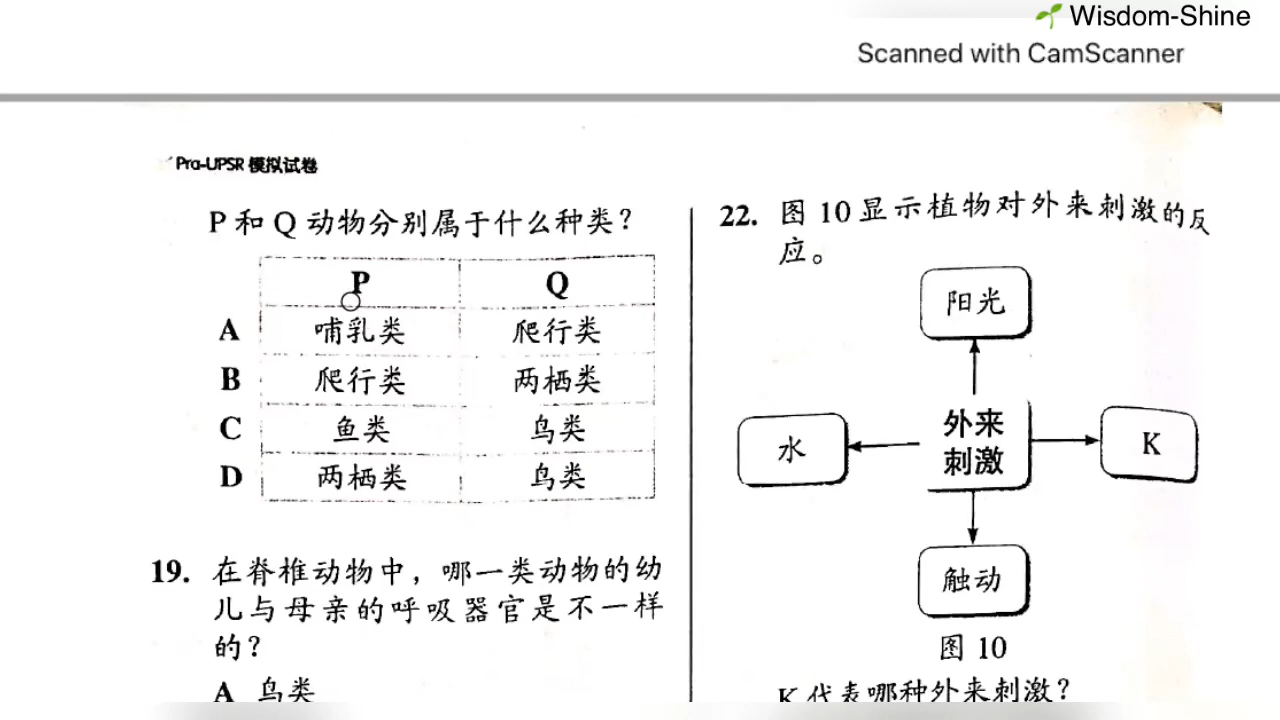 Wisdom-Shine
Scanned with CamScanner
Pra-UPSR 模拟试卷
P 和 Q 动物分别属于什么种类？
P Q
A 哺乳类 爬行类
B 爬行类 两栖类
C 鱼类 鸟类
D 两栖类 鸟类
19. 在脊椎动物中，哪一类动物的幼
儿与母亲的呼吸器官是不一样
的？
A 鸟类
22. 图 10 显示植物对外来刺激的反
应。
阳光
水
外来
刺激
K
触动
图 10
K 代表哪种外来刺激？